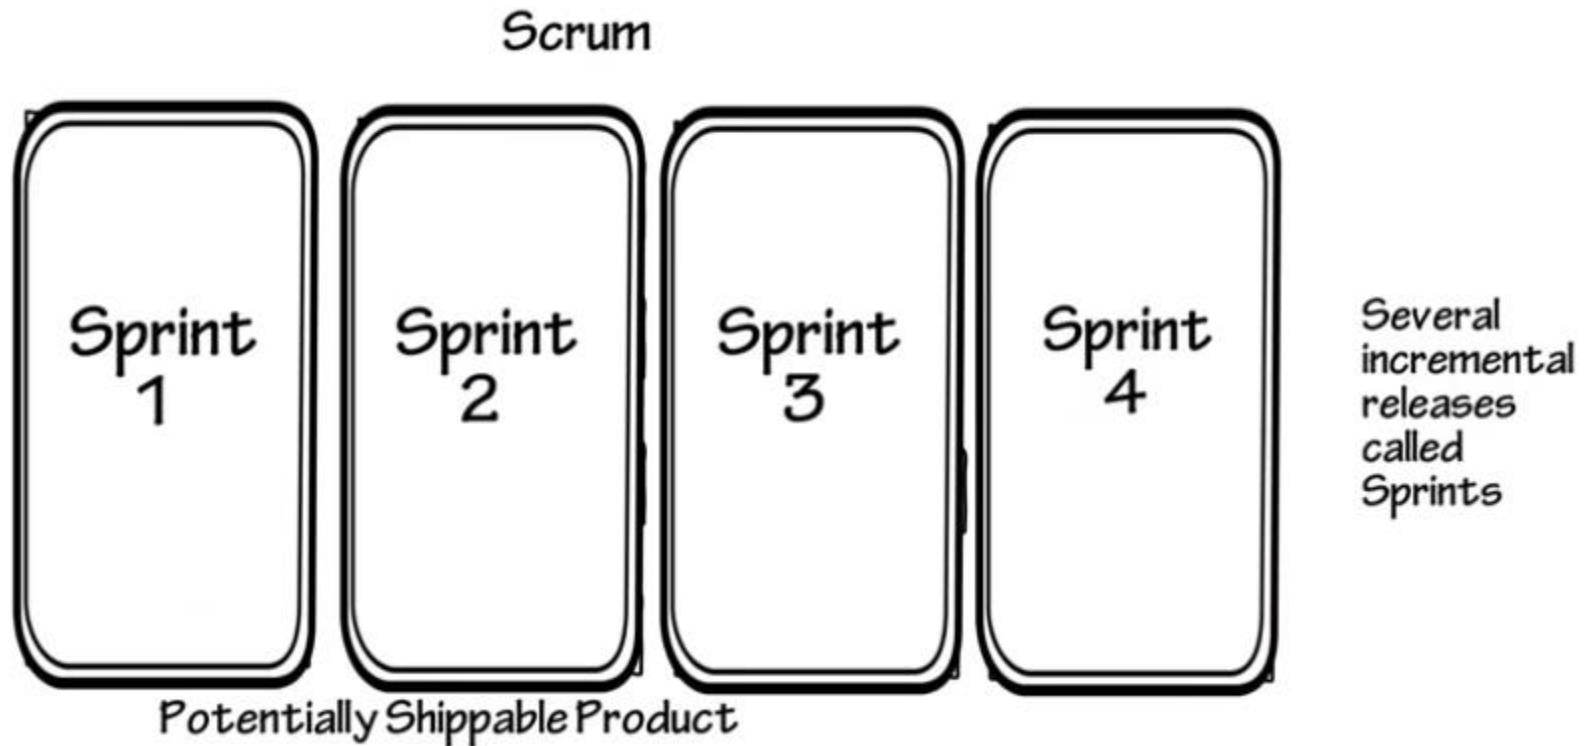 Scrum
Sprint
1
Sprint
2
Sprint
3
Sprint
4
Several
incremental
releases
called
Sprints
Potentially Shippable Product